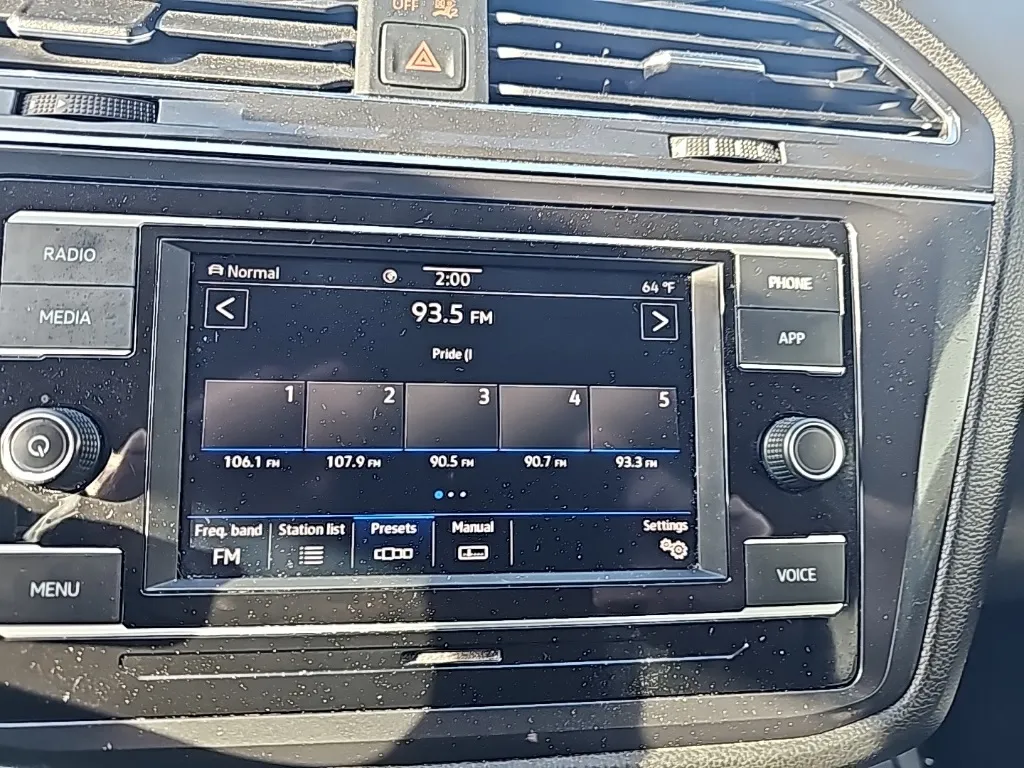 OFF
RADIO
MEDIA
MENU
Normal
2:00
64 °F
93.5 FM
Pride (I
1 2 3 4 5
106.1 FM 107.9 FM 90.5 FM 90.7 FM 93.3 FM
Freq. band Station list Presets Manual Settings
FM
PHONE
APP
VOICE